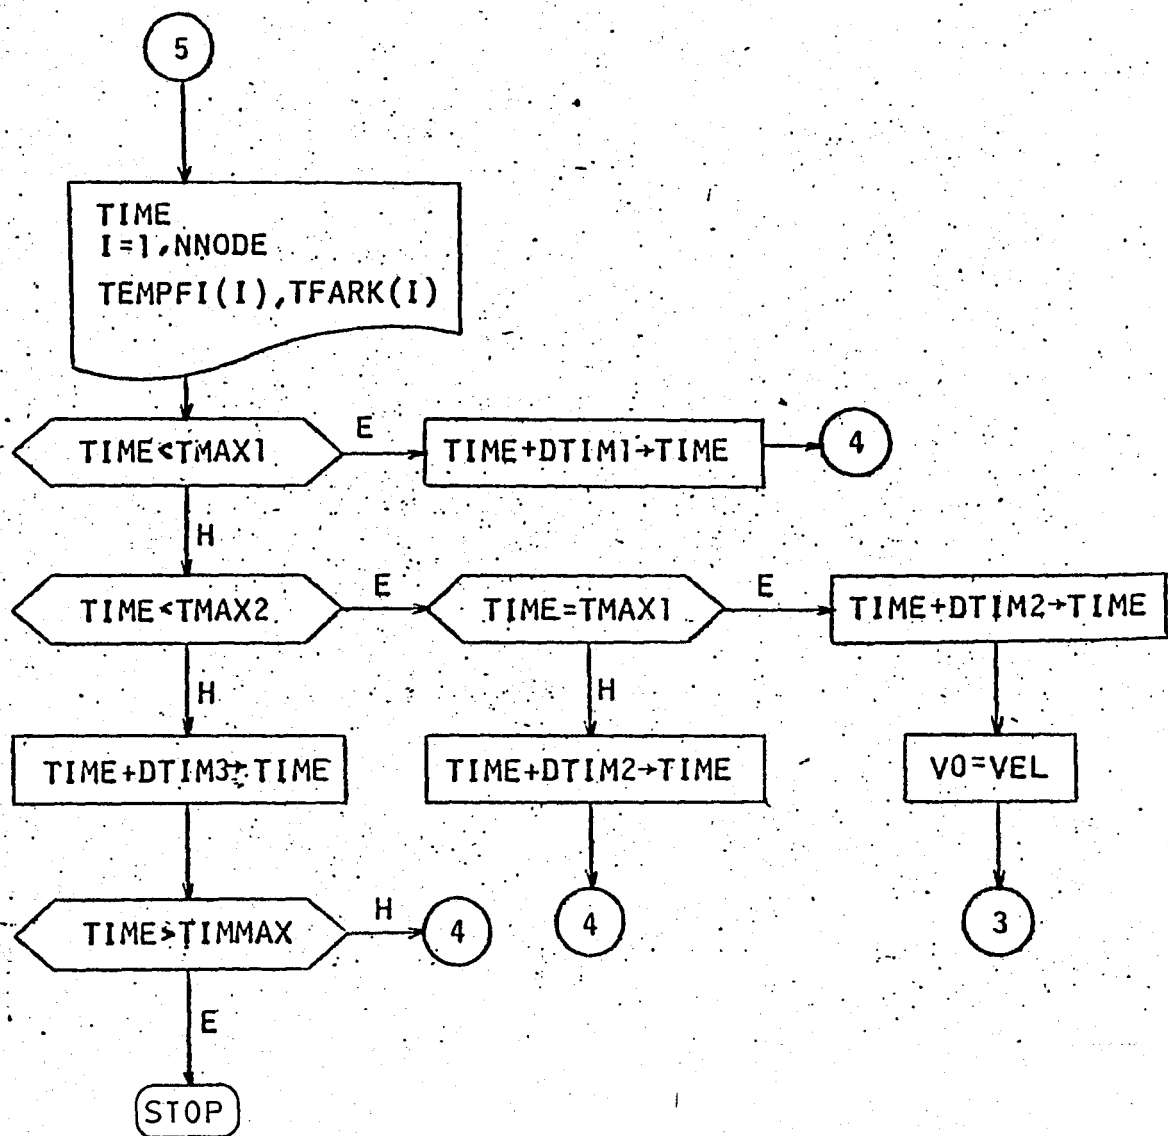 5
TIME
I=1,NNODE
TEMPFI(I),TFARK(I)
TIME<TMAX1
E
TIME+DTIM1→TIME
4
H
TIME<TMAX2
E
TIME=TMAX1
E
TIME+DTIM2→TIME
H
H
TIME+DTIM3→TIME
TIME+DTIM2→TIME
V0=VEL
TIME>TIMMAX
H
4
4
3
E
STOP